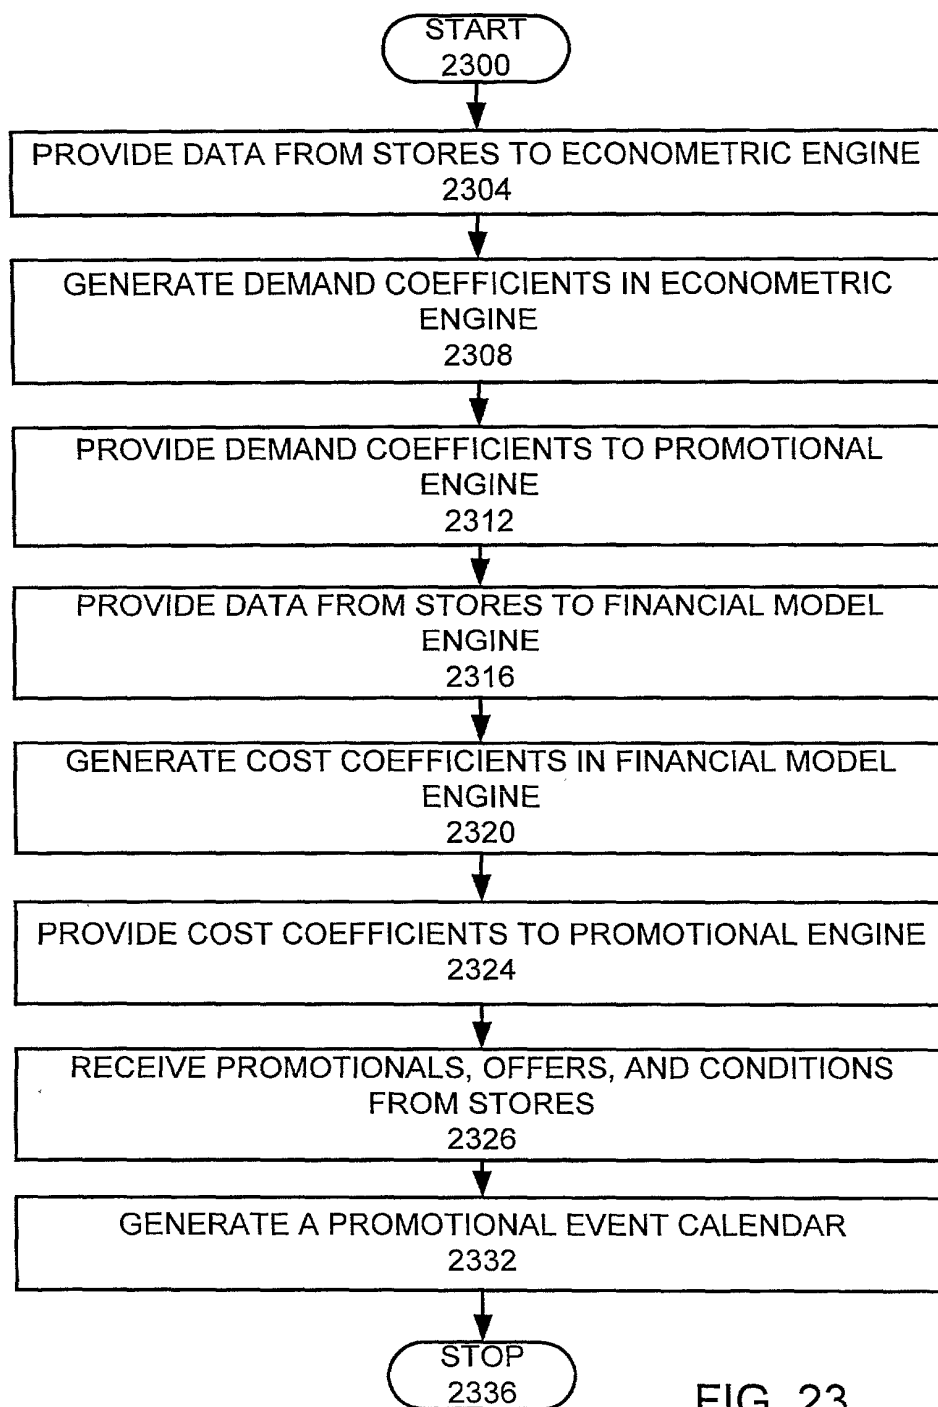 START
2300
PROVIDE DATA FROM STORES TO ECONOMETRIC ENGINE
2304
GENERATE DEMAND COEFFICIENTS IN ECONOMETRIC
ENGINE
2308
PROVIDE DEMAND COEFFICIENTS TO PROMOTIONAL
ENGINE
2312
PROVIDE DATA FROM STORES TO FINANCIAL MODEL
ENGINE
2316
GENERATE COST COEFFICIENTS IN FINANCIAL MODEL
ENGINE
2320
PROVIDE COST COEFFICIENTS TO PROMOTIONAL ENGINE
2324
RECEIVE PROMOTIONALS, OFFERS, AND CONDITIONS
FROM STORES
2326
GENERATE A PROMOTIONAL EVENT CALENDAR
2332
STOP
2336
FIG. 23